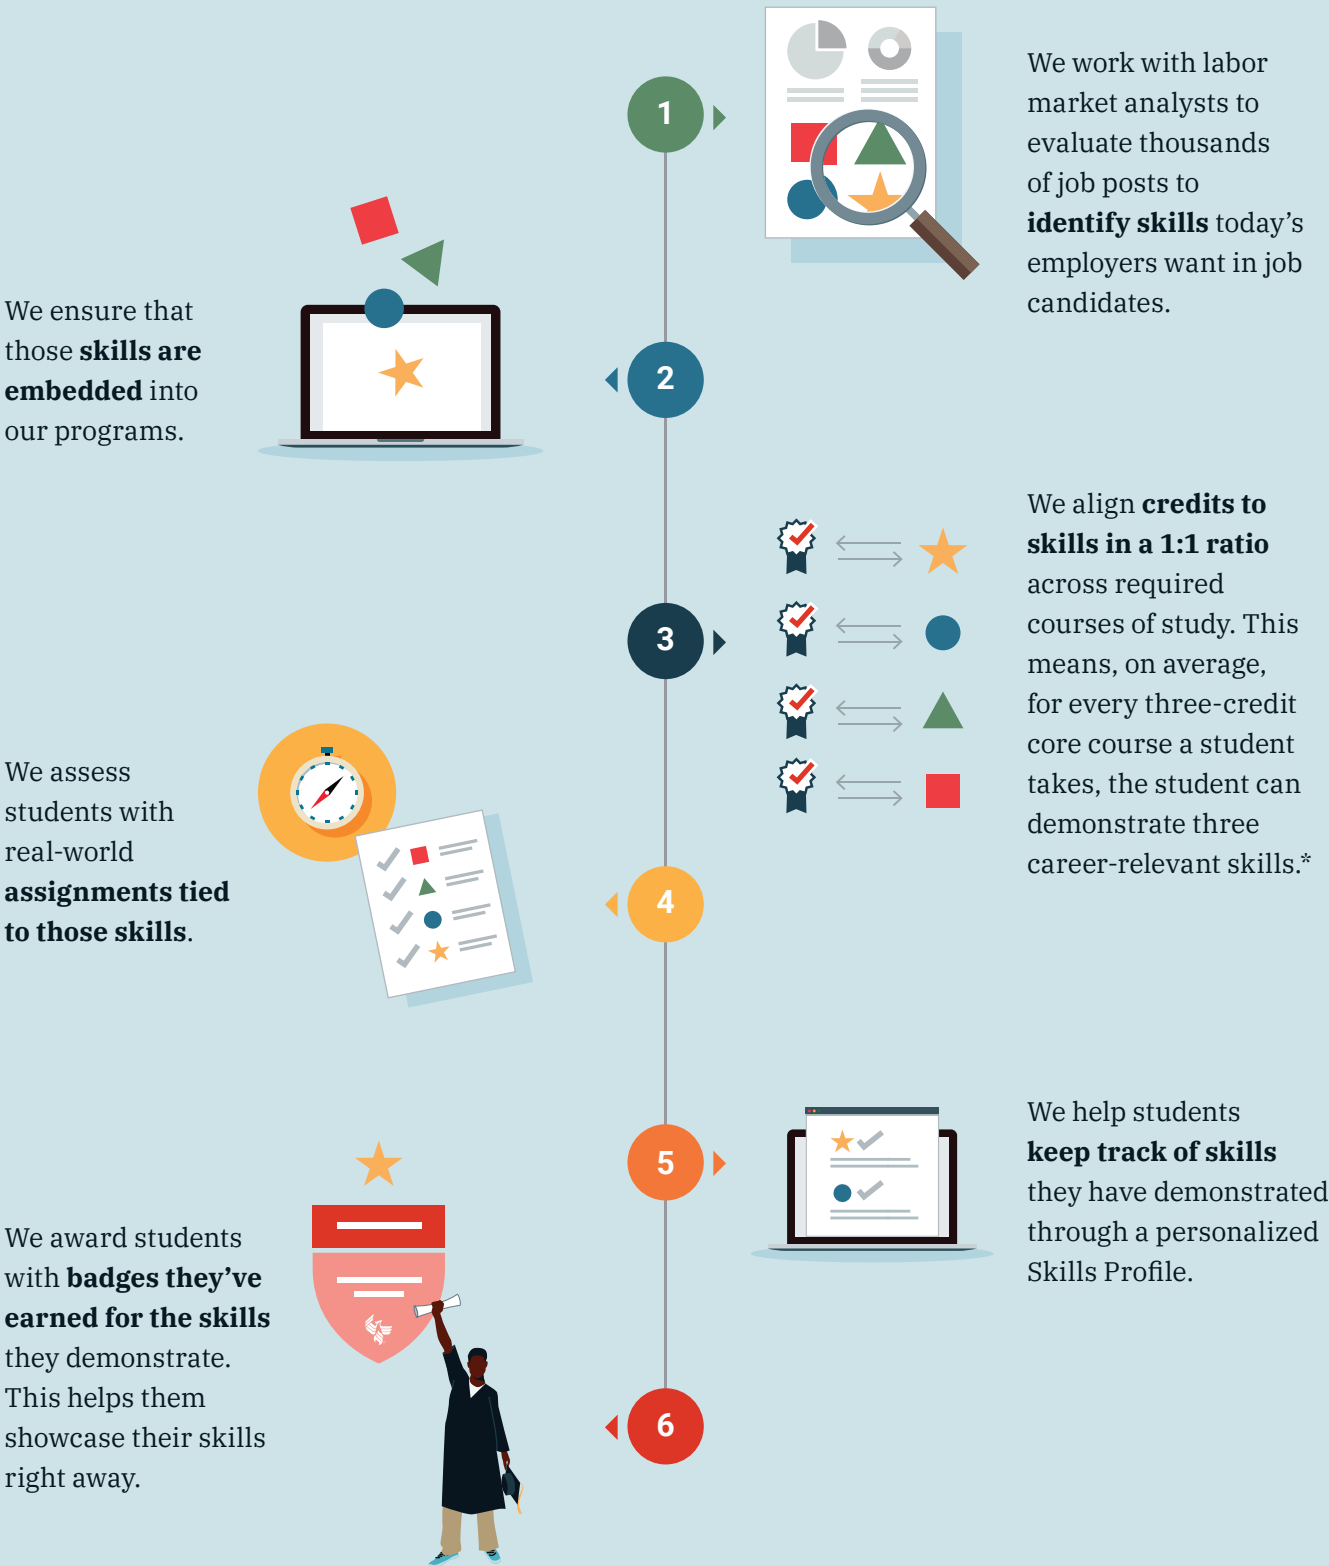 1
We work with labor
market analysts to
evaluate thousands
of job posts to
identify skills today’s
employers want in job
candidates.
2
We ensure that
those skills are
embedded into
our programs.
3
We align credits to
skills in a 1:1 ratio
across required
courses of study. This
means, on average,
for every three-credit
core course a student
takes, the student can
demonstrate three
career-relevant skills.*
4
We assess
students with
real-world
assignments tied
to those skills.
5
We help students
keep track of skills
they have demonstrated
through a personalized
Skills Profile.
6
We award students
with badges they’ve
earned for the skills
they demonstrate.
This helps them
showcase their skills
right away.